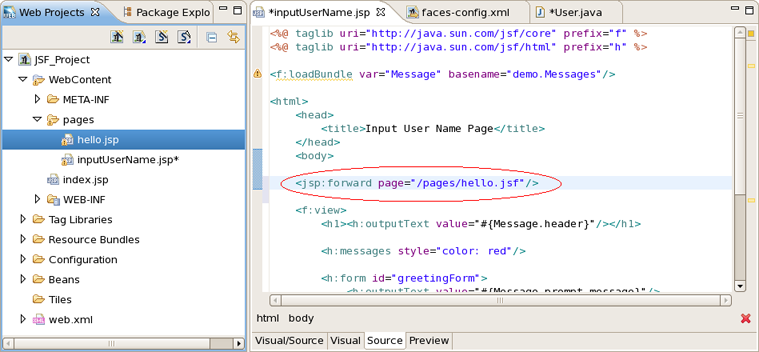 Web Projects
Package Explo
JSF_Project
WebContent
META-INF
pages
hello.jsp
inputUserName.jsp*
index.jsp
WEB-INF
Tag Libraries
Resource Bundles
Configuration
Beans
Tiles
web.xml
*inputUserName.jsp
faces-config.xml
*User.java
<%@ taglib uri="http://java.sun.com/jsf/core" prefix="f" %>
<%@ taglib uri="http://java.sun.com/jsf/html" prefix="h" %>
<f:loadBundle var="Message" basename="demo.Messages"/>
<html>
<head>
<title>Input User Name Page</title>
</head>
<body>
<jsp:forward page="/pages/hello.jsf"/>
<f:view>
<h1><h:outputText value="#{Message.header}"/></h1>
<h:messages style="color: red"/>
<h:form id="greetingForm">
<h:outputText value="#{Message.prompt_message}"/>
html body
Visual/Source Visual Source Preview